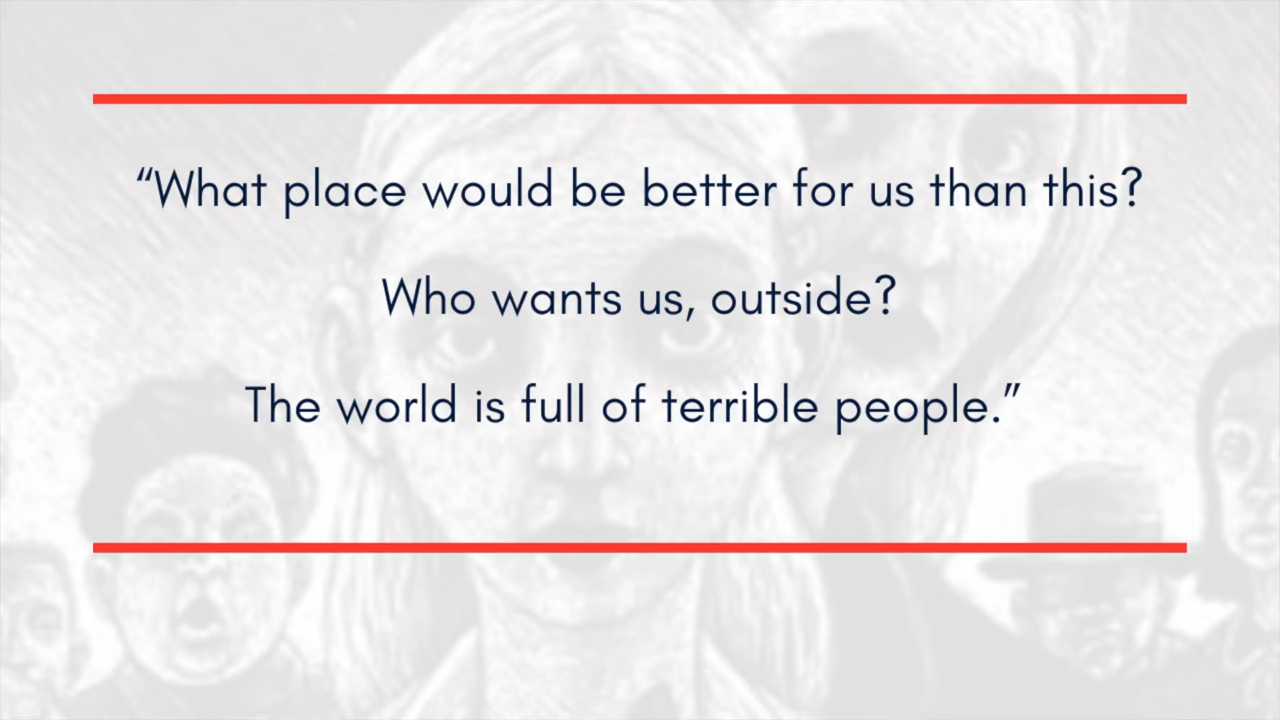 “What place would be better for us than this?
Who wants us, outside?
The world is full of terrible people.”